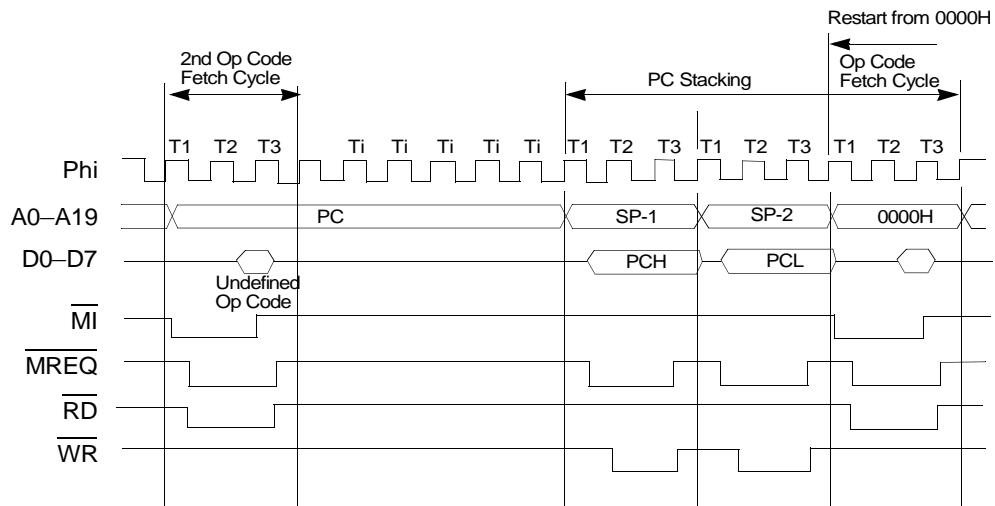 Restart from 0000H
2nd Op Code
Fetch Cycle
PC Stacking
Op Code
Fetch Cycle
T1 T2 T3 Ti Ti Ti Ti Ti T1 T2 T3 T1 T2 T3 T1 T2 T3
Phi
A0–A19 PC SP-1 SP-2 0000H
D0–D7 PCH PCL
Undefined
Op Code
MI
MREQ
RD
WR